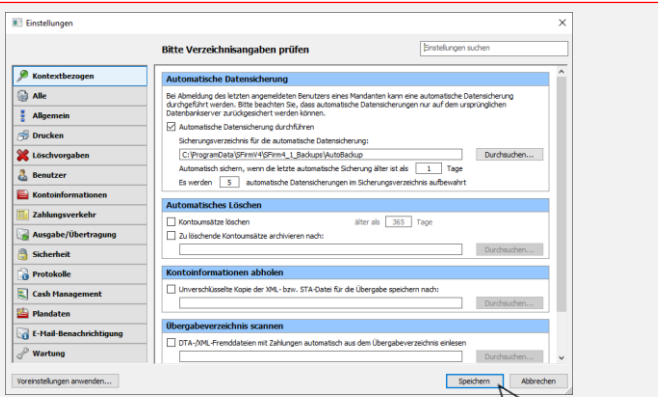 Einstellungen
Bitte Verzeichnisangaben prüfen
Einstellungen suchen
Kontextbezogen
Alle
Allgemein
Drucken
Löschvorgaben
Benutzer
Kontoinformationen
Zahlungsverkehr
Ausgabe/Übertragung
Sicherheit
Protokolle
Cash Management
Plandaten
E-Mail-Benachrichtigung
Wartung
Automatische Datensicherung
Bei Abmeldung des letzten angemeldeten Benutzers eines Mandanten kann eine automatische Datensicherung
durchgeführt werden. Bitte beachten Sie, dass automatische Datensicherungen nur auf dem ursprünglichen
Datenbankserver zurückgesichert werden können.
Automatische Datensicherung durchführen
Sicherungsverzeichnis für die automatische Datensicherung:
C:\ProgramData\SFirmV4\SFirm4_1_Backups\AutoBackup Durchsuchen...
Automatisch sichern, wenn die letzte automatische Sicherung älter ist als 1 Tage
Es werden 5 automatische Datensicherungen im Sicherungsverzeichnis aufbewahrt
Automatisches Löschen
Kontoumsätze löschen älter als 365 Tage
Zu löschende Kontoumsätze archivieren nach:
Durchsuchen...
Kontoinformationen abholen
Unverschlüsselte Kopie der XML- bzw. STA-Datei für die Übergabe speichern nach:
Durchsuchen...
Übergabeverzeichnis scannen
DTA-/XML-Fremddateien mit Zahlungen automatisch aus dem Übergabeverzeichnis einlesen
Durchsuchen...
Voreinstellungen anwenden... Speichern Abbrechen